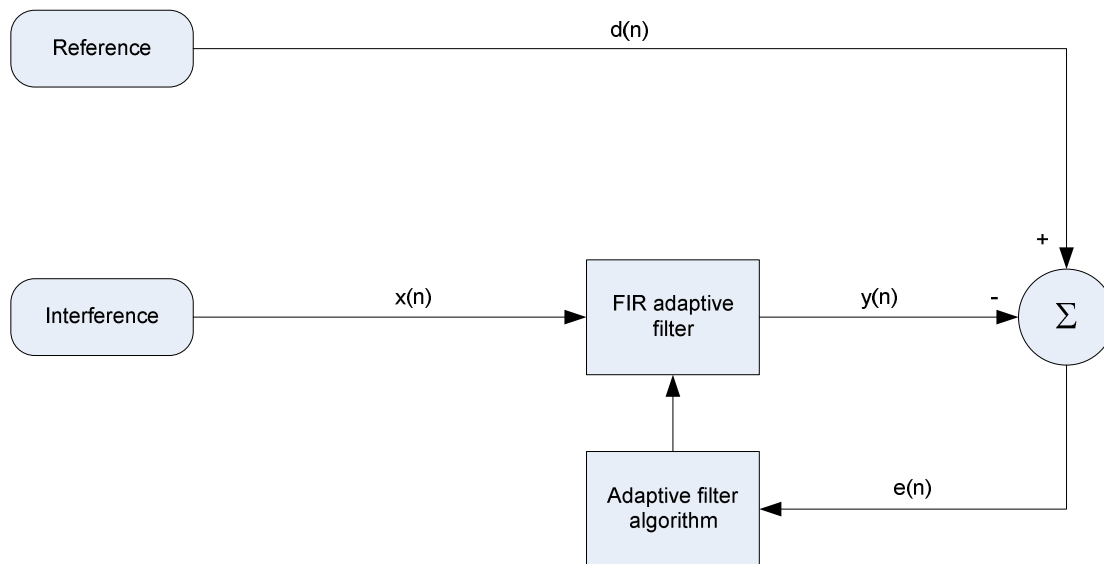 Reference
d(n)
+
Interference
x(n)
FIR adaptive
filter
y(n)
-
Σ
Adaptive filter
algorithm
e(n)